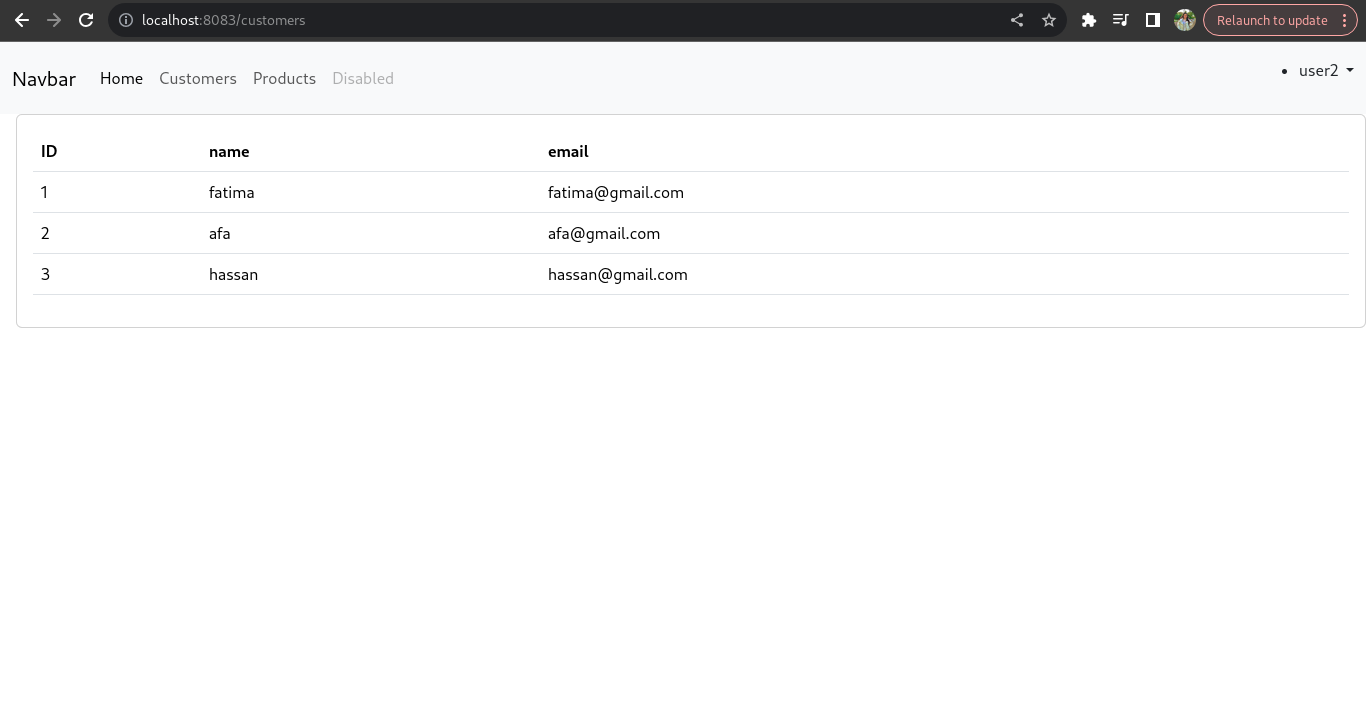 localhost:8083/customers
Relaunch to update
Navbar Home Customers Products Disabled
• user2
ID name email
1 fatima fatima@gmail.com
2 afa afa@gmail.com
3 hassan hassan@gmail.com